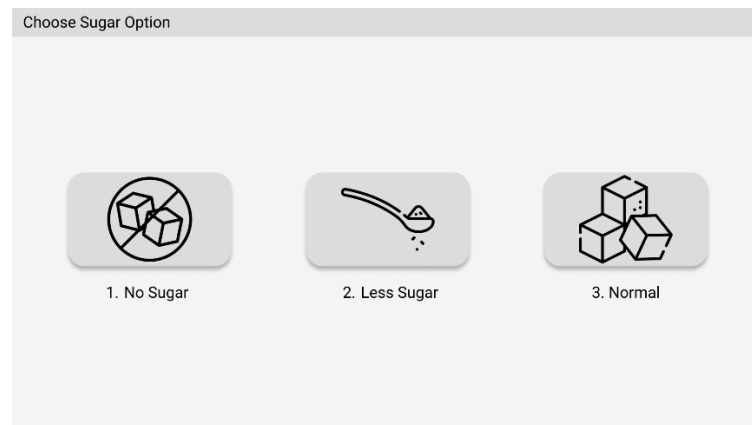 Choose Sugar Option
1. No Sugar
2. Less Sugar
3. Normal